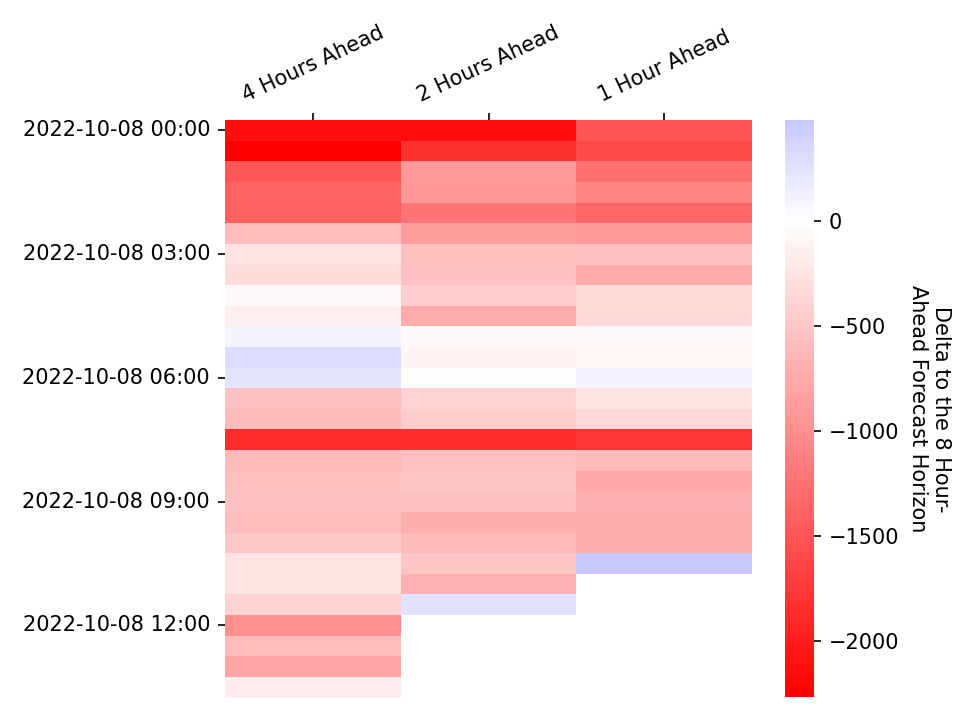 4 Hours Ahead
2 Hours Ahead
1 Hour Ahead
2022-10-08 00:00
2022-10-08 03:00
2022-10-08 06:00
2022-10-08 09:00
2022-10-08 12:00
0
−500
−1000
−1500
−2000
Delta to the 8 Hour-
Ahead Forecast Horizon